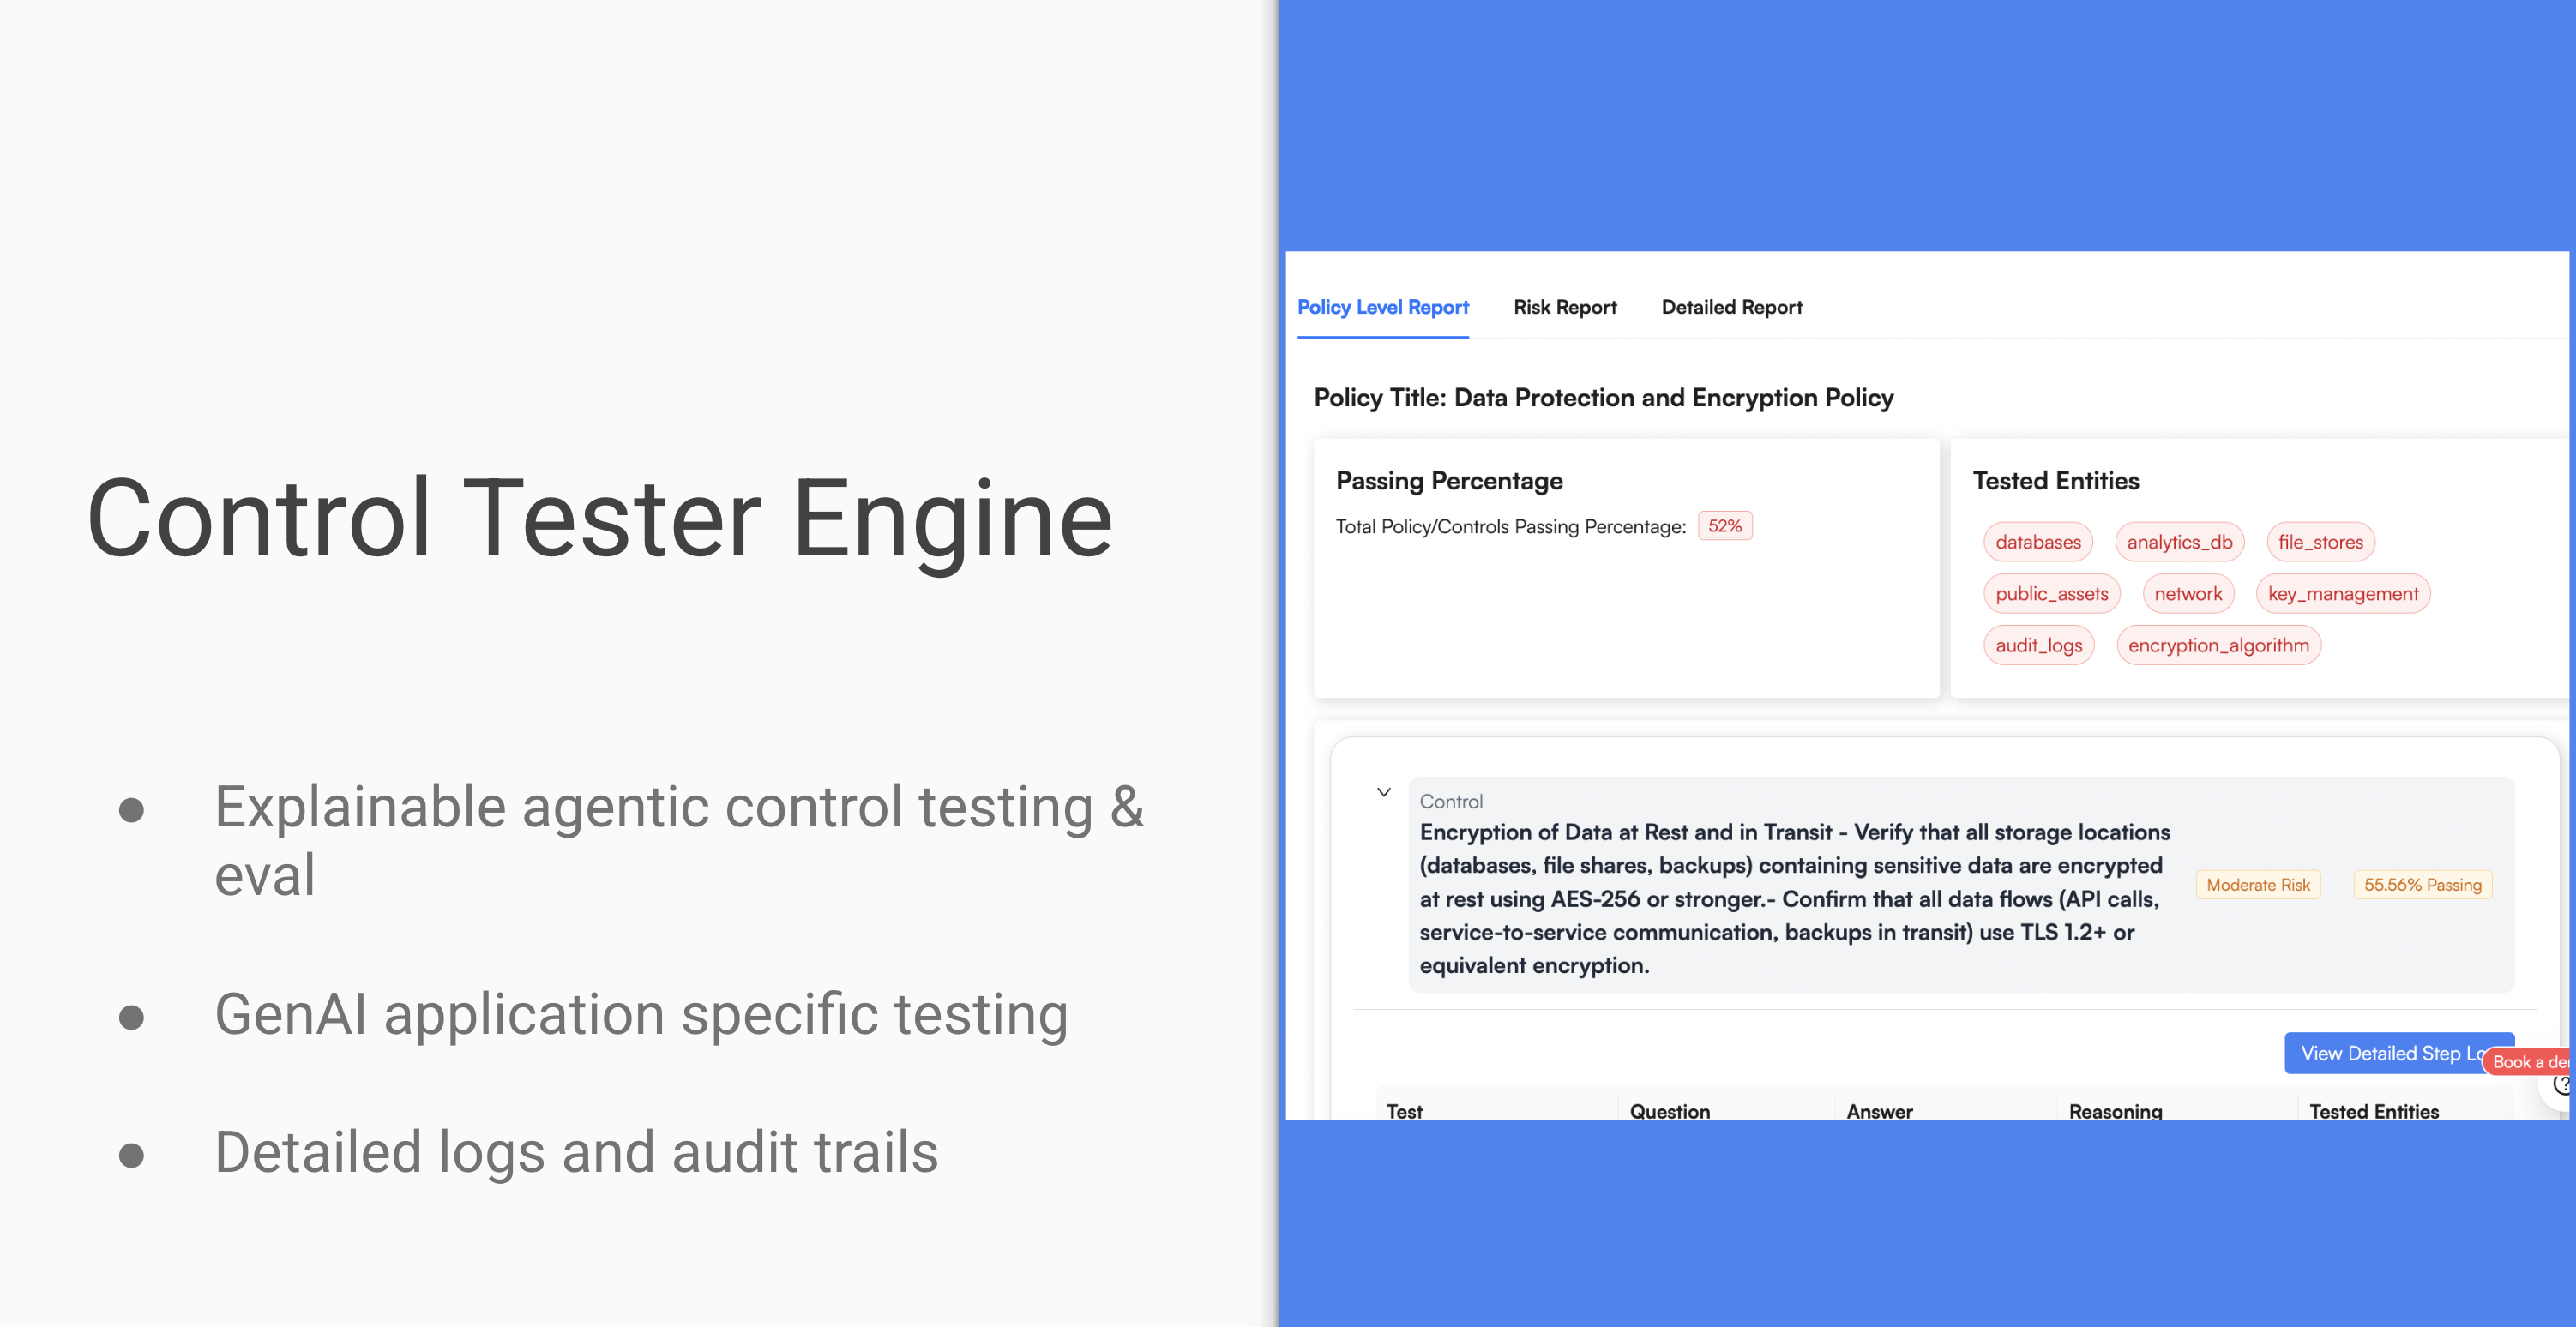 Control Tester Engine
● Explainable agentic control testing &
eval
● GenAI application specific testing
● Detailed logs and audit trails
Policy Level Report Risk Report Detailed Report
Policy Title: Data Protection and Encryption Policy
Passing Percentage
Total Policy/Controls Passing Percentage: 52%
Tested Entities
databases analytics_db file_stores
public_assets network key_management
audit_logs encryption_algorithm
Control
Encryption of Data at Rest and in Transit - Verify that all storage locations
(databases, file shares, backups) containing sensitive data are encrypted
at rest using AES-256 or stronger.- Confirm that all data flows (API calls,
service-to-service communication, backups in transit) use TLS 1.2+ or
equivalent encryption.
Moderate Risk 55.56% Passing
View Detailed Step
Book a
Test Question Answer Reasoning Tested Entities